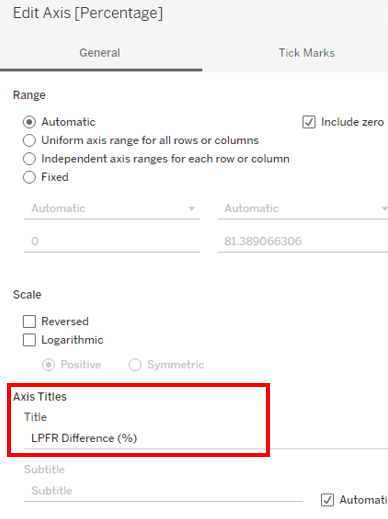 Edit Axis [Percentage]
General Tick Marks
Range
Automatic Include zero
Uniform axis range for all rows or columns
Independent axis ranges for each row or column
Fixed
Automatic Automatic
0 81.389066306
Scale
Reversed
Logarithmic
Positive Symmetric
Axis Titles
Title
LPFR Difference (%)
Subtitle
Subtitle Automati